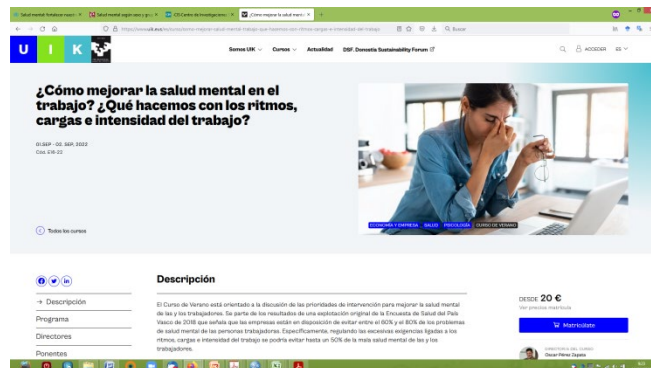 Salud mental: fortalecer nuestr
Salud mental según sexo y gru
CIS·Centro de Investigaciones
¿Cómo mejorar la salud ment
Buscar
U I K
Somos UIK
Cursos
Actualidad
DSF. Donostia Sustainability Forum
ACCEDER
ES
¿Cómo mejorar la salud mental en el
trabajo? ¿Qué hacemos con los ritmos,
cargas e intensidad del trabajo?
01.SEP - 02. SEP, 2022
Cód. E16-22
ECONOMÍA Y EMPRESA
SALUD
PSICOLOGÍA
CURSO DE VERANO
Todos los cursos
→ Descripción
Programa
Directores
Ponentes
Descripción
El Curso de Verano está orientado a la discusión de las prioridades de intervención para mejorar la salud mental
de las y los trabajadores. Se parte de los resultados de una explotación original de la Encuesta de Salud del País
Vasco de 2018 que señala que las empresas están en disposición de evitar entre el 60% y el 80% de los problemas
de salud mental de las personas trabajadoras. Específicamente, regulando las excesivas exigencias ligadas a los
ritmos, cargas e intensidad del trabajo se podría evitar hasta un 50% de la mala salud mental de las y los
trabajadores.
DESDE 20 €
Ver precios matrícula
Matricúlate
Oscar Pérez Zapata